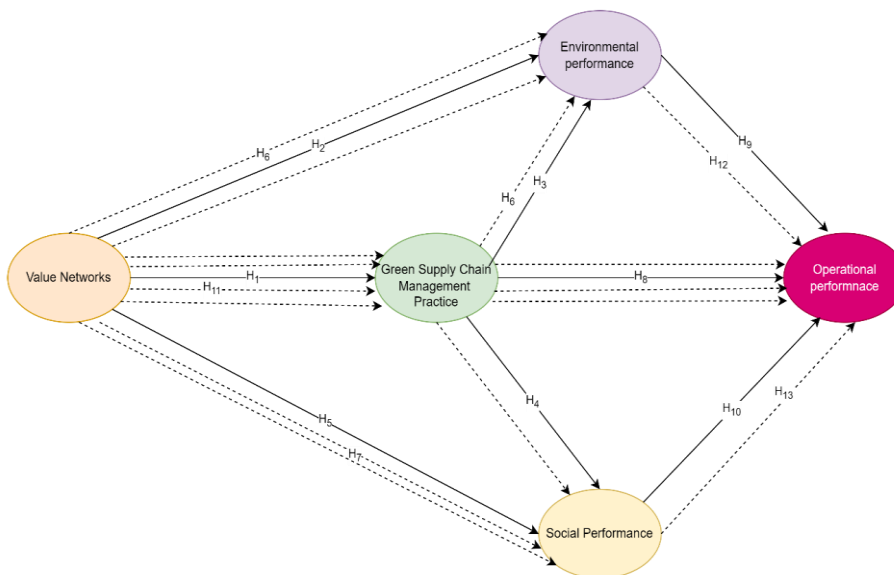 Environmental
performance
H₆
H₂
H₉
H₁₂
H₆
H₃
Value Networks
H₁
H₁₁
Green Supply Chain
Management
Practice
H₈
Operational
performnace
H₅
H₇
H₄
H₁₀
H₁₃
Social Performance